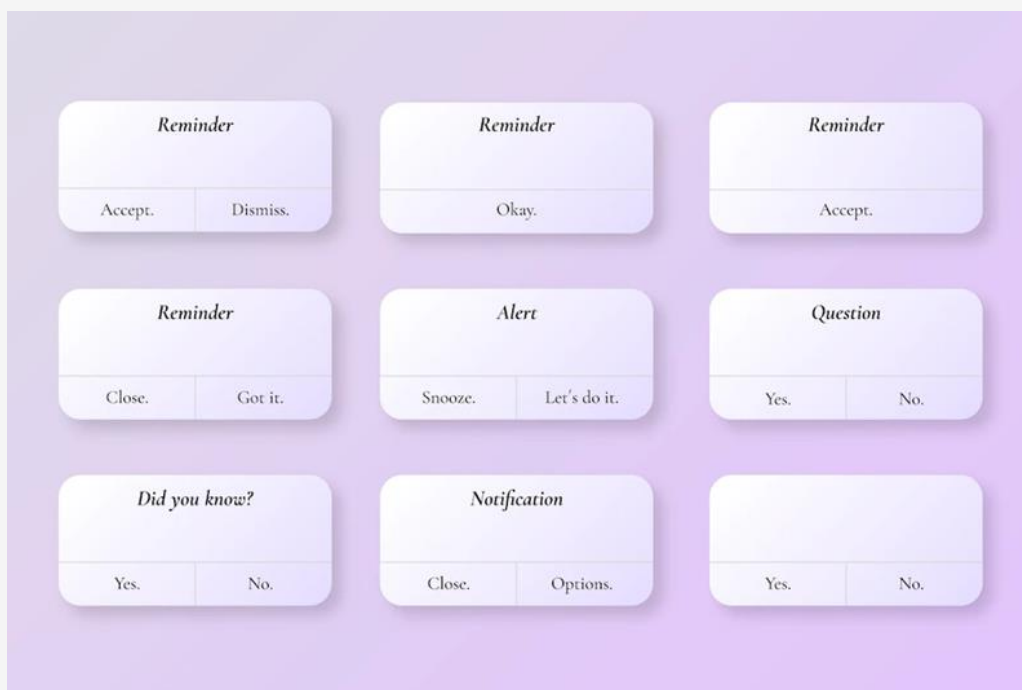 Reminder
Accept. Dismiss.
Reminder
Okay.
Reminder
Accept.
Reminder
Close. Got it.
Alert
Snooze. Let's do it.
Question
Yes. No.
Did you know?
Yes. No.
Notification
Close. Options.
Yes. No.